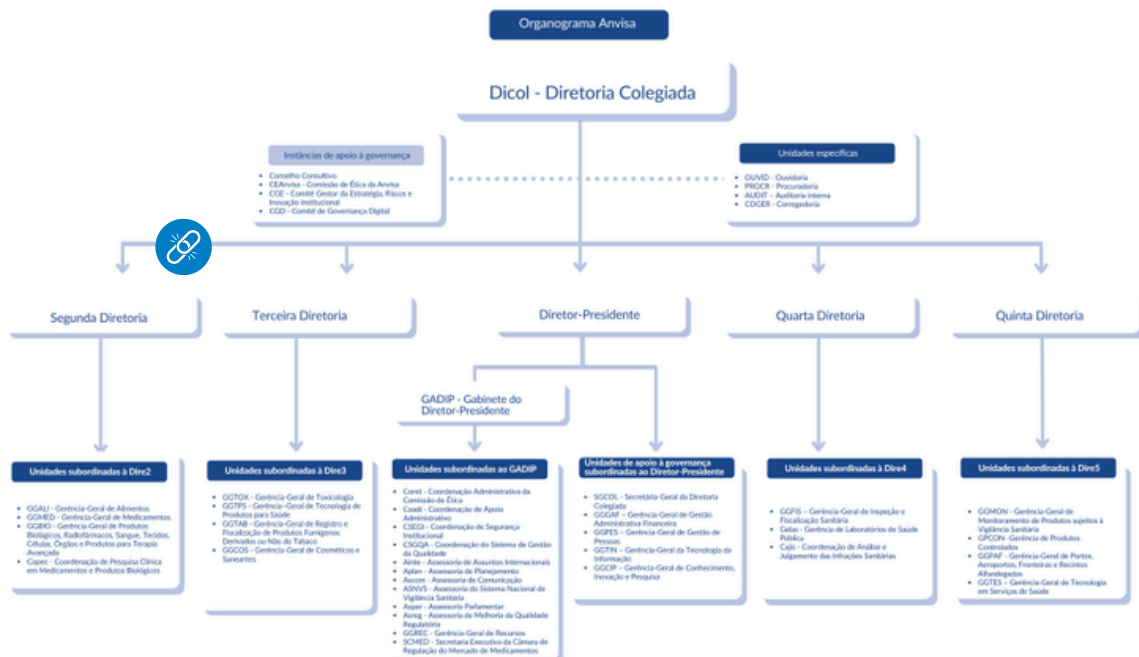 Organograma Anvisa
Dicol - Diretoria Colegiada
Instâncias de apoio à governança
Conselho Consultivo
CEAnvisa - Comissão de Ética da Anvisa
CGE - Comitê Gestor da Estratégia, Riscos e
Inovação Institucional
CGD - Comitê de Governança Digital
Unidades específicas
OUVID - Ouvidoria
PROCR - Procuradoria
AUDIT - Auditoria interna
COGER - Corregedoria
Segunda Diretoria
Terceira Diretoria
Diretor-Presidente
Quarta Diretoria
Quinta Diretoria
GADIP - Gabinete do
Diretor-Presidente
Unidades subordinadas à Dire2
GGALI - Gerência-Geral de Alimentos
GGMED - Gerência-Geral de Medicamentos
GGBIO - Gerência-Geral de Produtos
Biológicos, Radiofármacos, Sangue, Tecidos,
Células, Órgãos e Produtos para Terapia
Avançada
Copec - Coordenação de Pesquisa Clínica
em Medicamentos e Produtos Biológicos
Unidades subordinadas à Dire3
GGTOX - Gerência-Geral de Toxicologia
GGTPS - Gerência-Geral de Tecnologia de
Produtos para Saúde
GGTAB - Gerência-Geral de Registro e
Fiscalização de Produtos Fumígenos
Derivados ou Não do Tabaco
GGCOS - Gerência-Geral de Cosméticos e
Saneantes
Unidades subordinadas ao GADIP
Coret - Coordenação Administrativa da
Comissão de Ética
Coadi - Coordenação de Apoio
Administrativo
CSEGI - Coordenação de Segurança
Institucional
CSGQA - Coordenação do Sistema de Gestão
da Qualidade
Ainte - Assessoria de Assuntos Internacionais
Aplan - Assessoria de Planejamento
Ascom - Assessoria de Comunicação
ASNVS - Assessoria do Sistema Nacional de
Vigilância Sanitária
Aspar - Assessoria Parlamentar
Asreg - Assessoria de Melhoria da Qualidade
Regulatória
GGREC - Gerência-Geral de Recursos
SCMED - Secretaria Executiva da Câmara de
Regulação do Mercado de Medicamentos
Unidades de apoio à governança
subordinadas ao Diretor-Presidente
SGCOL - Secretária-Geral da Diretoria
Colegiada
GGGAF - Gerência-Geral de Gestão
Administrativa Financeira
GGPES - Gerência-Geral de Gestão de
Pessoas
GGTIN - Gerência-Geral da Tecnologia da
Informação
GGCIP - Gerência-Geral de Conhecimento,
Inovação e Pesquisa
Unidades subordinadas à Dire4
GGFIS - Gerência-Geral de Inspeção e
Fiscalização Sanitária
Gelas - Gerência de Laboratórios de Saúde
Pública
Cajis - Coordenação de Análise e
Julgamento das Infrações Sanitárias
Unidades subordinadas à Dire5
GGMON - Gerência-Geral de
Monitoramento de Produtos sujeitos à
Vigilância Sanitária
GPCON- Gerência de Produtos
Controlados
GGPAF - Gerência-Geral de Portos,
Aeroportos, Fronteiras e Recintos
Alfandegados
GGTES - Gerência-Geral de Tecnologia
em Serviços de Saúde